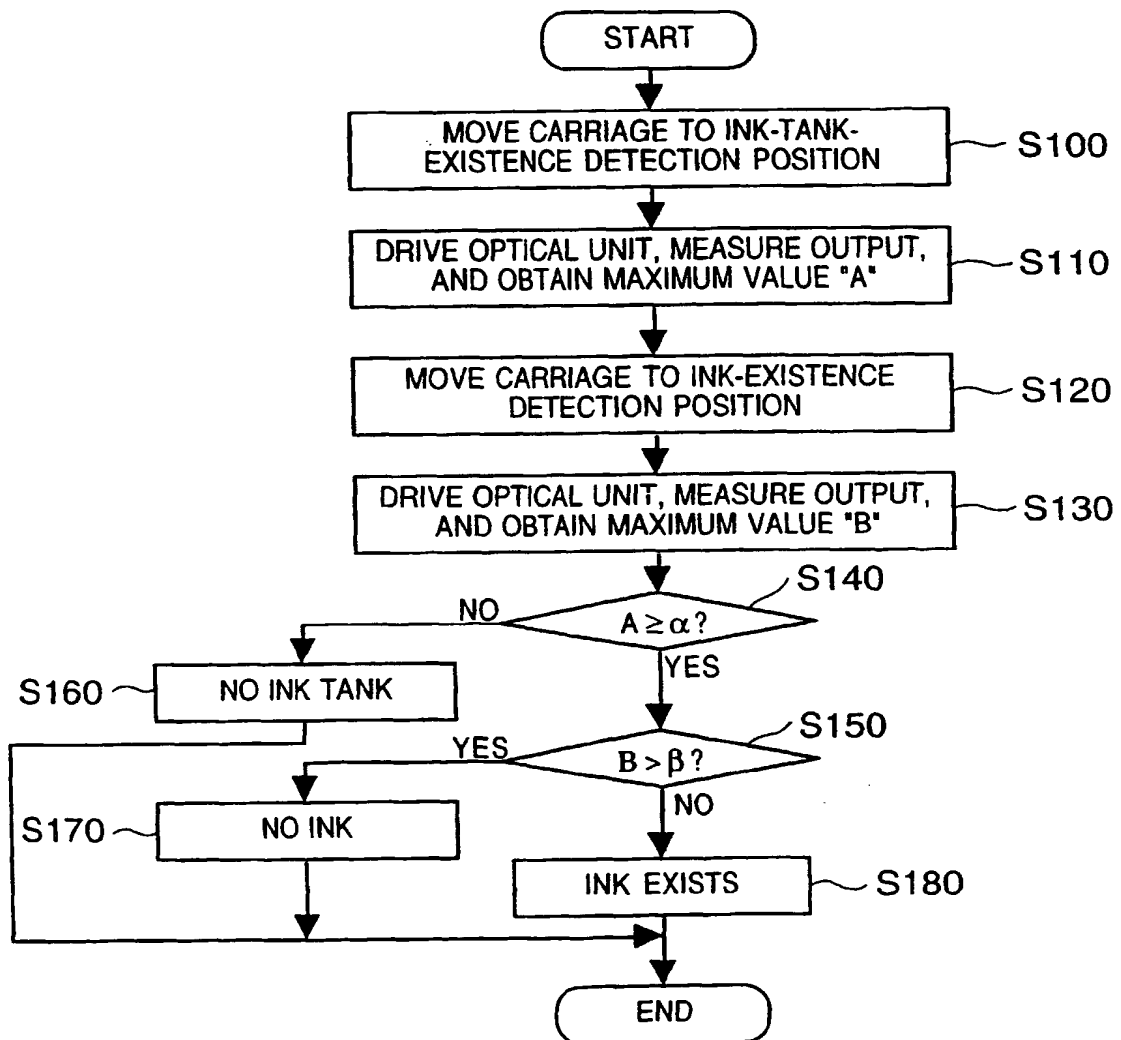 START
MOVE CARRIAGE TO INK-TANK-
EXISTENCE DETECTION POSITION
S100
DRIVE OPTICAL UNIT, MEASURE OUTPUT,
AND OBTAIN MAXIMUM VALUE "A"
S110
MOVE CARRIAGE TO INK-EXISTENCE
DETECTION POSITION
S120
DRIVE OPTICAL UNIT, MEASURE OUTPUT,
AND OBTAIN MAXIMUM VALUE "B"
S130
S140
NO
A ≥ α ?
YES
S160
NO INK TANK
S150
YES
B > β ?
NO
S170
NO INK
INK EXISTS
S180
END